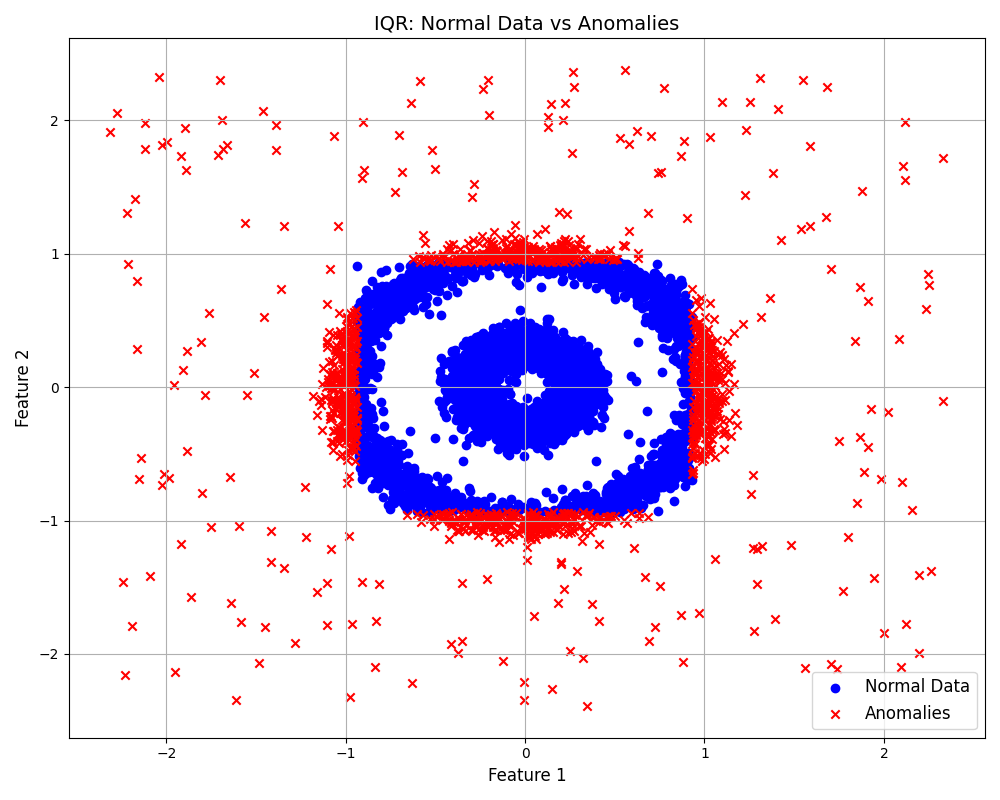 IQR: Normal Data vs Anomalies
2
1
0
−1
−2
Feature 2
−2
−1
0
1
2
Feature 1
Normal Data
Anomalies